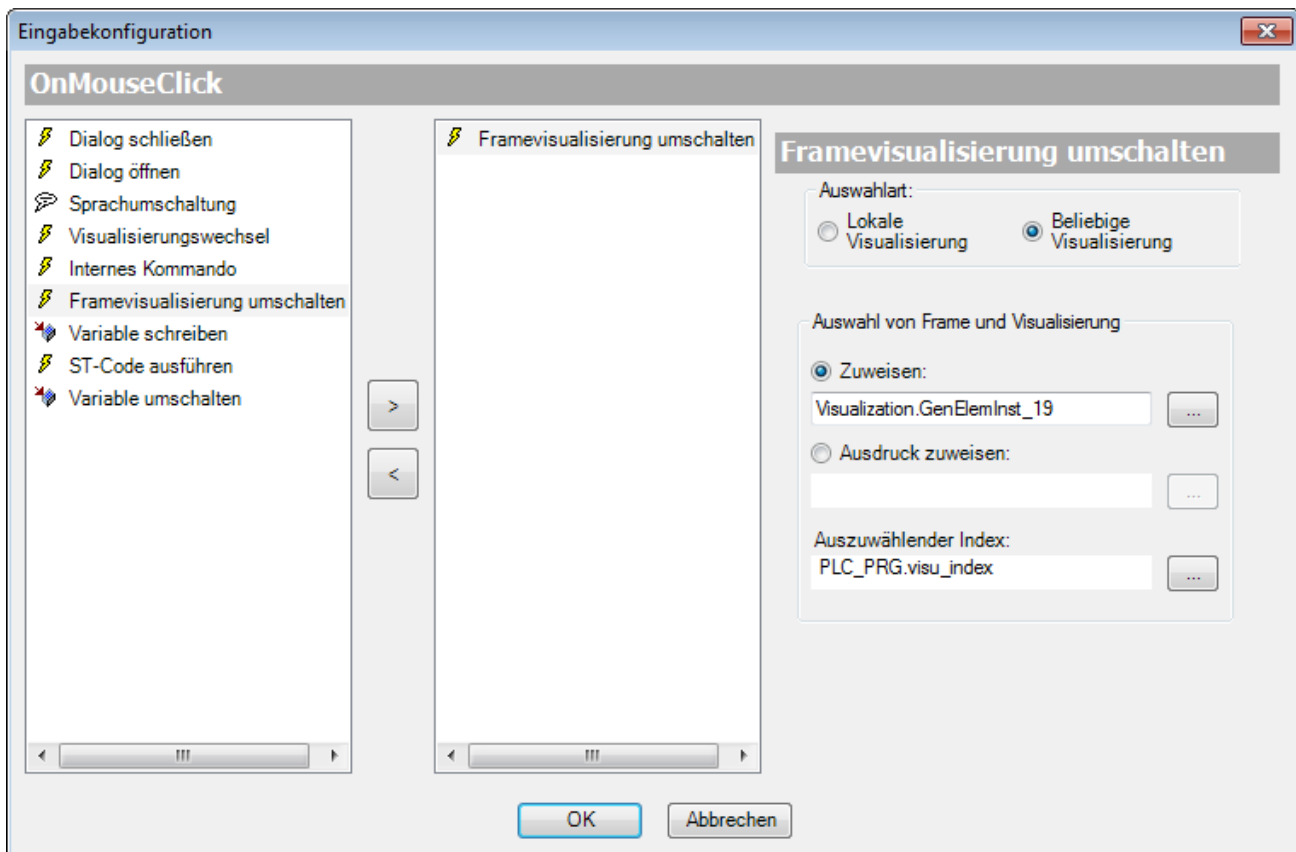 Eingabekonfiguration
OnMouseClick
Dialog schließen
Dialog öffnen
Sprachumschaltung
Visualisierungswechsel
Internes Kommando
Framevisualisierung umschalten
Variable schreiben
ST-Code ausführen
Variable umschalten
>
<
Framevisualisierung umschalten
Framevisualisierung umschalten
Auswahlart:
Lokale
Visualisierung
Beliebige
Visualisierung
Auswahl von Frame und Visualisierung
Zuweisen:
Visualization.GenElemInst_19
...
Ausdruck zuweisen:
...
Auszuwählender Index:
PLC_PRG.visu_index
...
OK
Abbrechen